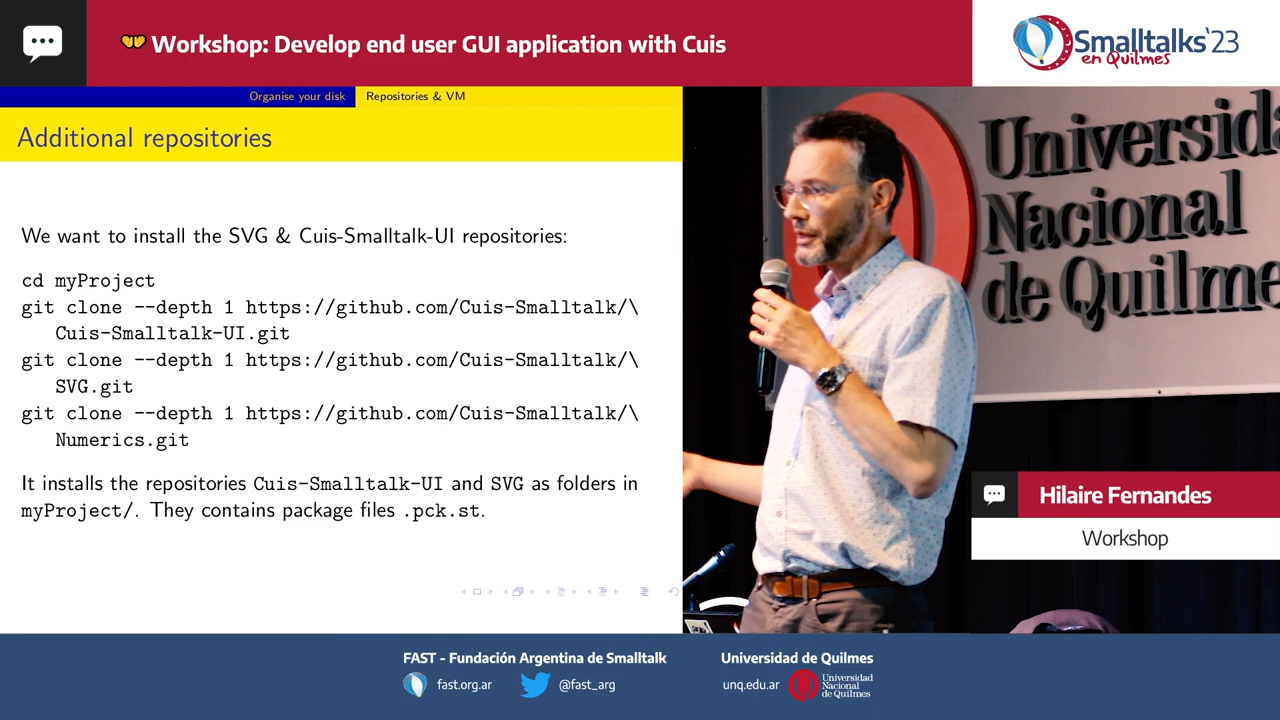 Workshop: Develop end user GUI application with Cuis
Smalltalks'23
en Quilmes
Organise your disk
Repositories & VM
Additional repositories
We want to install the SVG & Cuis-Smalltalk-UI repositories:
cd myProject
git clone --depth 1 https://github.com/Cuis-Smalltalk/\
Cuis-Smalltalk-UI.git
git clone --depth 1 https://github.com/Cuis-Smalltalk/\
SVG.git
git clone --depth 1 https://github.com/Cuis-Smalltalk/\
Numerics.git
It installs the repositories Cuis-Smalltalk-UI and SVG as folders in
myProject/. They contains package files .pck.st.
Universida
Nacional
de Quilme
Hilaire Fernandes
Workshop
FAST - Fundación Argentina de Smalltalk
fast.org.ar
@fast_arg
Universidad de Quilmes
unq.edu.ar
Universidad
Nacional
de Quilmes